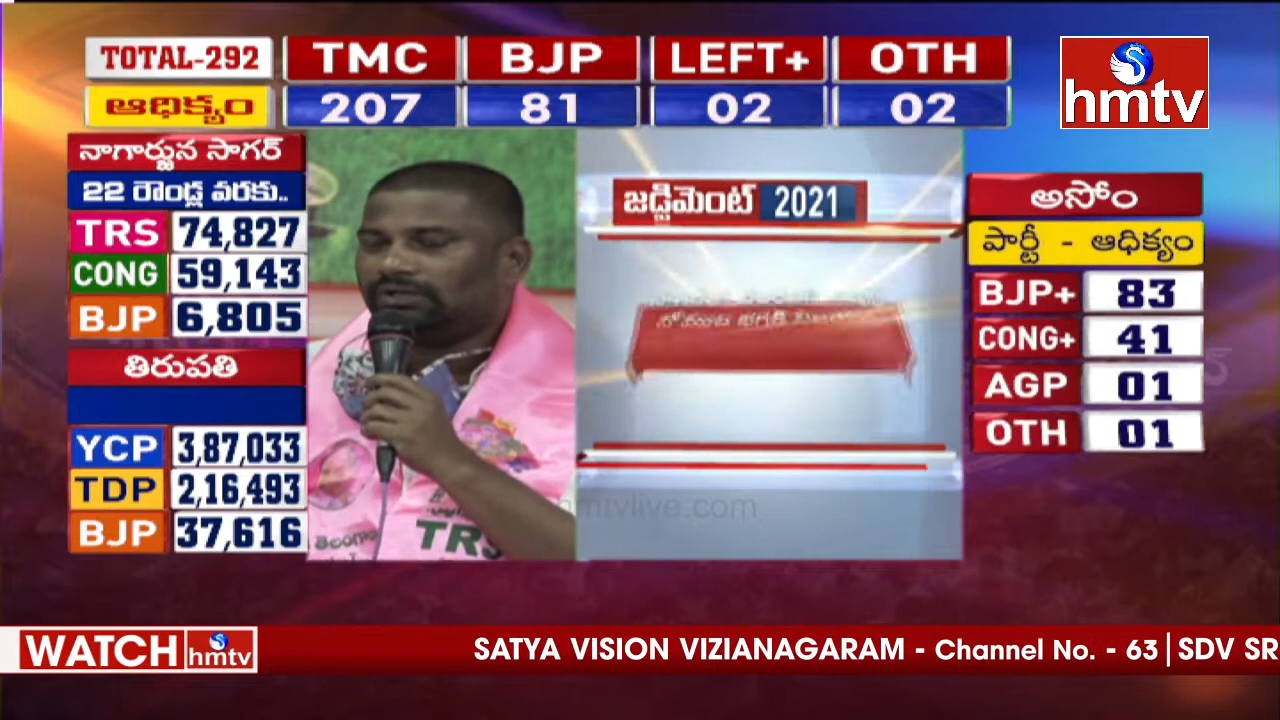 TOTAL-292 TMC BJP LEFT+ OTH
ఆధిక్యం 207 81 02 02
hmtv
నాగార్జున సాగర్
22 రౌండ్ల వరకు..
TRS 74,827
CONG 59,143
BJP 6,805
తిరుపతి
YCP 3,87,033
TDP 2,16,493
BJP 37,616
TRS
జడ్జిమెంట్ 2021
hmtvlive.com
అసోం
పార్టీ - ఆధిక్యం
BJP+ 83
CONG+ 41
AGP 01
OTH 01
WATCH hmtv SATYA VISION VIZIANAGARAM - Channel No. - 63 | SDV SR